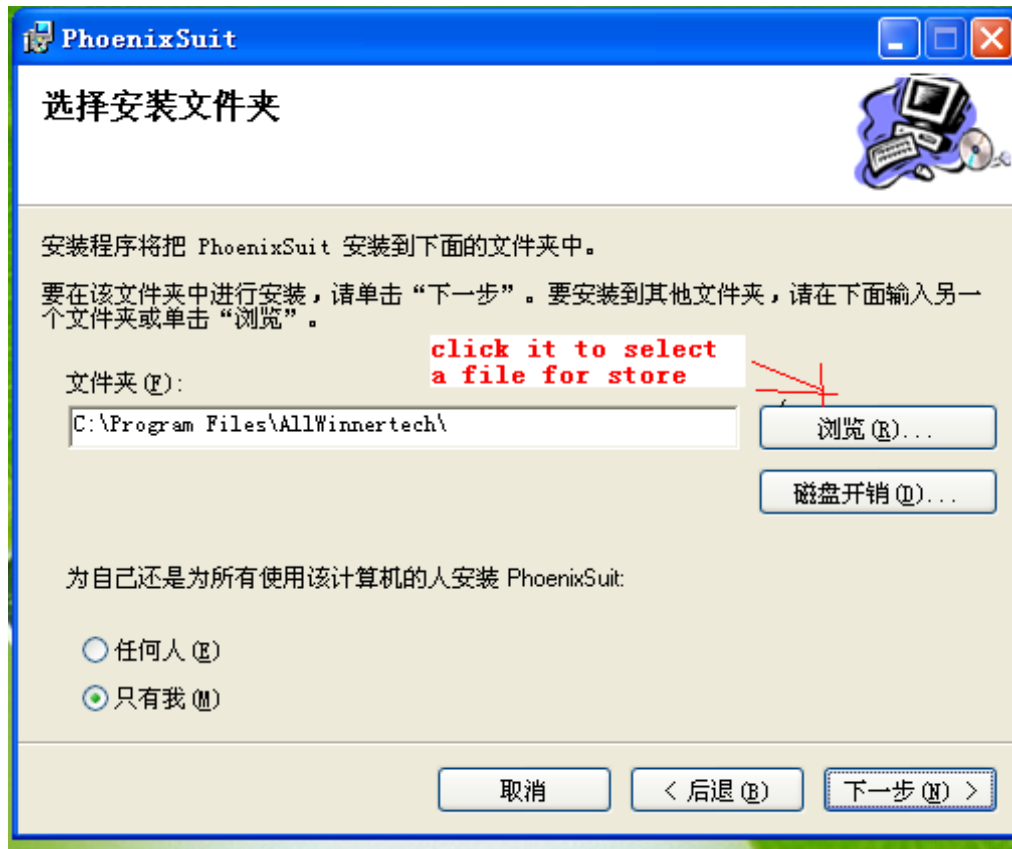 PhoenixSuit
选择安装文件夹
安装程序将把 PhoenixSuit 安装到下面的文件夹中。
要在该文件夹中进行安装，请单击“下一步”。要安装到其他文件夹，请在下面输入另一
个文件夹或单击“浏览”。
click it to select
a file for store
文件夹(F):
C:\Program Files\AllWinnertech\
浏览(R)...
磁盘开销(D)...
为自己还是为所有使用该计算机的人安装 PhoenixSuit:
任何人(E)
只有我(M)
取消
< 后退(B)
下一步(N) >